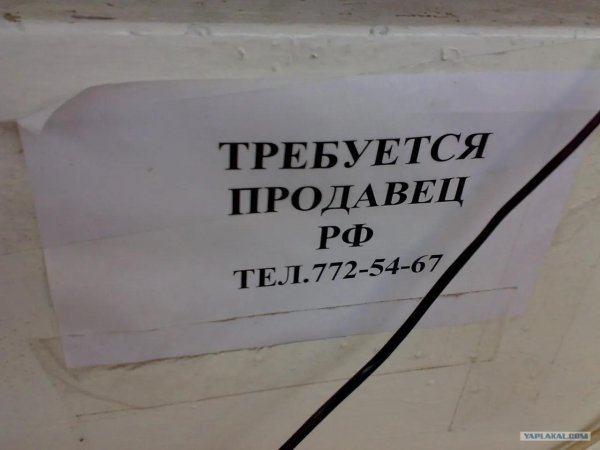 ТРЕБУЕТСЯ
ПРОДАВЕЦ
РФ
ТЕЛ.772-54-67
YAPLAKAL.COM